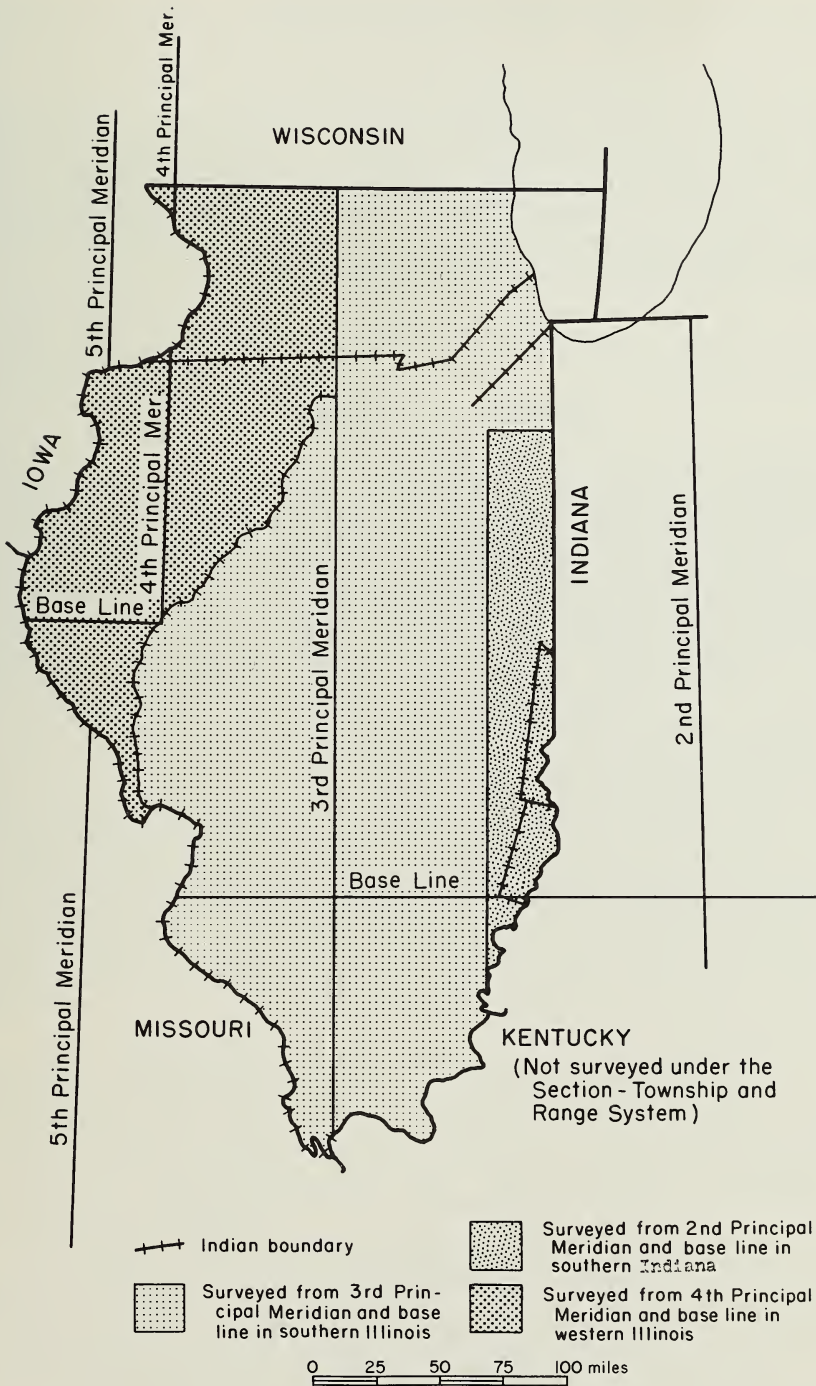 4th Principal Mer.
5th Principal Meridian
WISCONSIN
IOWA
4th Principal Mer.
Base Line
3rd Principal Meridian
INDIANA
2nd Principal Meridian
Base Line
5th Principal Meridian
MISSOURI
KENTUCKY
(Not surveyed under the
Section - Township and
Range System)
Indian boundary
Surveyed from 3rd Prin-
cipal Meridian and base
line in southern Illinois
Surveyed from 2nd Principal
Meridian and base line in
southern Indiana
Surveyed from 4th Principal
Meridian and base line in
western Illinois
0 25 50 75 100 miles